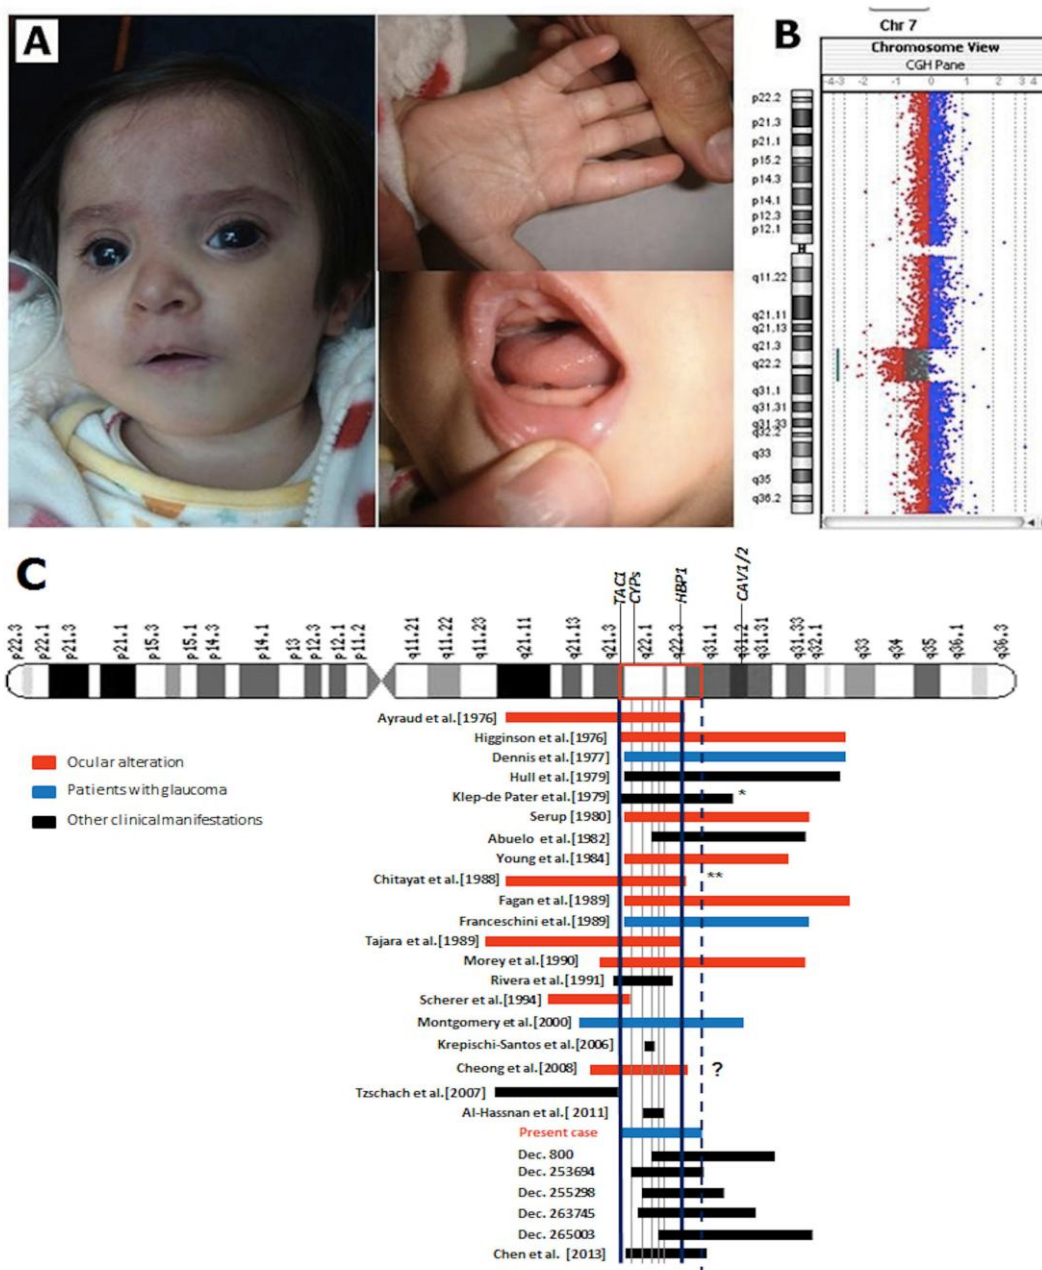 A
B
Chr 7
Chromosome View
CGH Pane
-4 -3 -1 0 1 2 3 4
p22.2
p21.3
p21.1
p15.2
p14.3
p14.1
p12.3
p12.1
q11.22
q21.11
q21.13
q21.3
q22.2
q31.1
q31.31
q31.33
q32.2
q33
q35
q36.2
C
TAC1 CYPs HBP1 CAV1/2
p22.3 p22.1 p21.3 p21.1 p15.3 p15.1 p14.3 p14.1 p12.3 p12.1 p11.2 q11.21 q11.22 q11.23 q21.11 q21.13 q21.3 q22.1 q22.3 q31.1 q31.2 q31.31 q31.33 q32.1 q33 q34 q35 q36.1 q36.3
Ocular alteration
Patients with glaucoma
Other clinical manifestations
Ayraud et al.[1976]
Higginson et al.[1976]
Dennis et al.[1977]
Hull et al.[1979]
Klep-de Pater et al.[1979] *
Serup [1980]
Abuelo et al.[1982]
Young et al.[1984]
Chitayat et al.[1988] **
Fagan et al.[1989]
Franceschini et al.[1989]
Tajara et al.[1989]
Morey et al.[1990]
Rivera et al.[1991]
Scherer et al.[1994]
Montgomery et al.[2000]
Krepischi-Santos et al.[2006]
Cheong et al.[2008] ?
Tzschach et al.[2007]
Al-Hassnan et al.[ 2011]
Present case
Dec. 800
Dec. 253694
Dec. 255298
Dec. 263745
Dec. 265003
Chen et al. [2013]